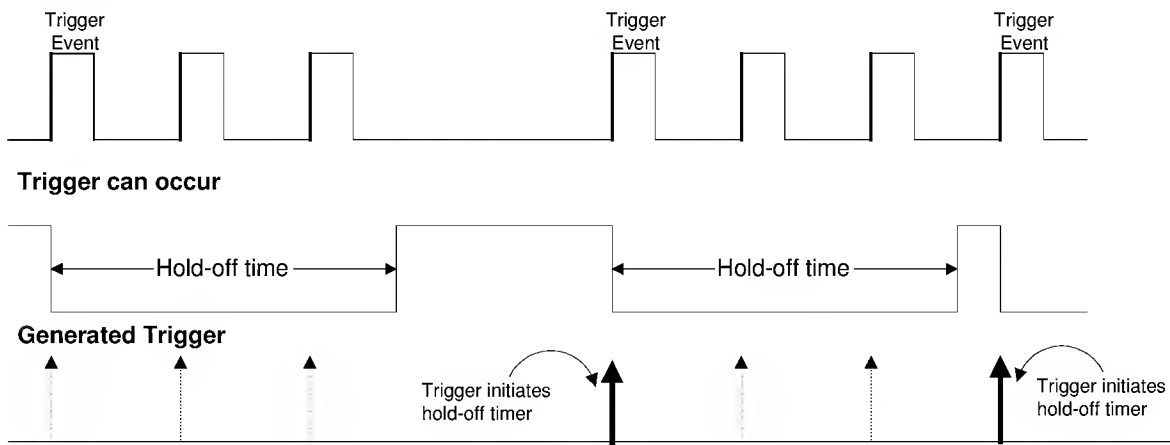 Trigger
Event
Trigger
Event
Trigger
Event
Trigger can occur
Hold-off time
Hold-off time
Generated Trigger
Trigger initiates
hold-off timer
Trigger initiates
hold-off timer